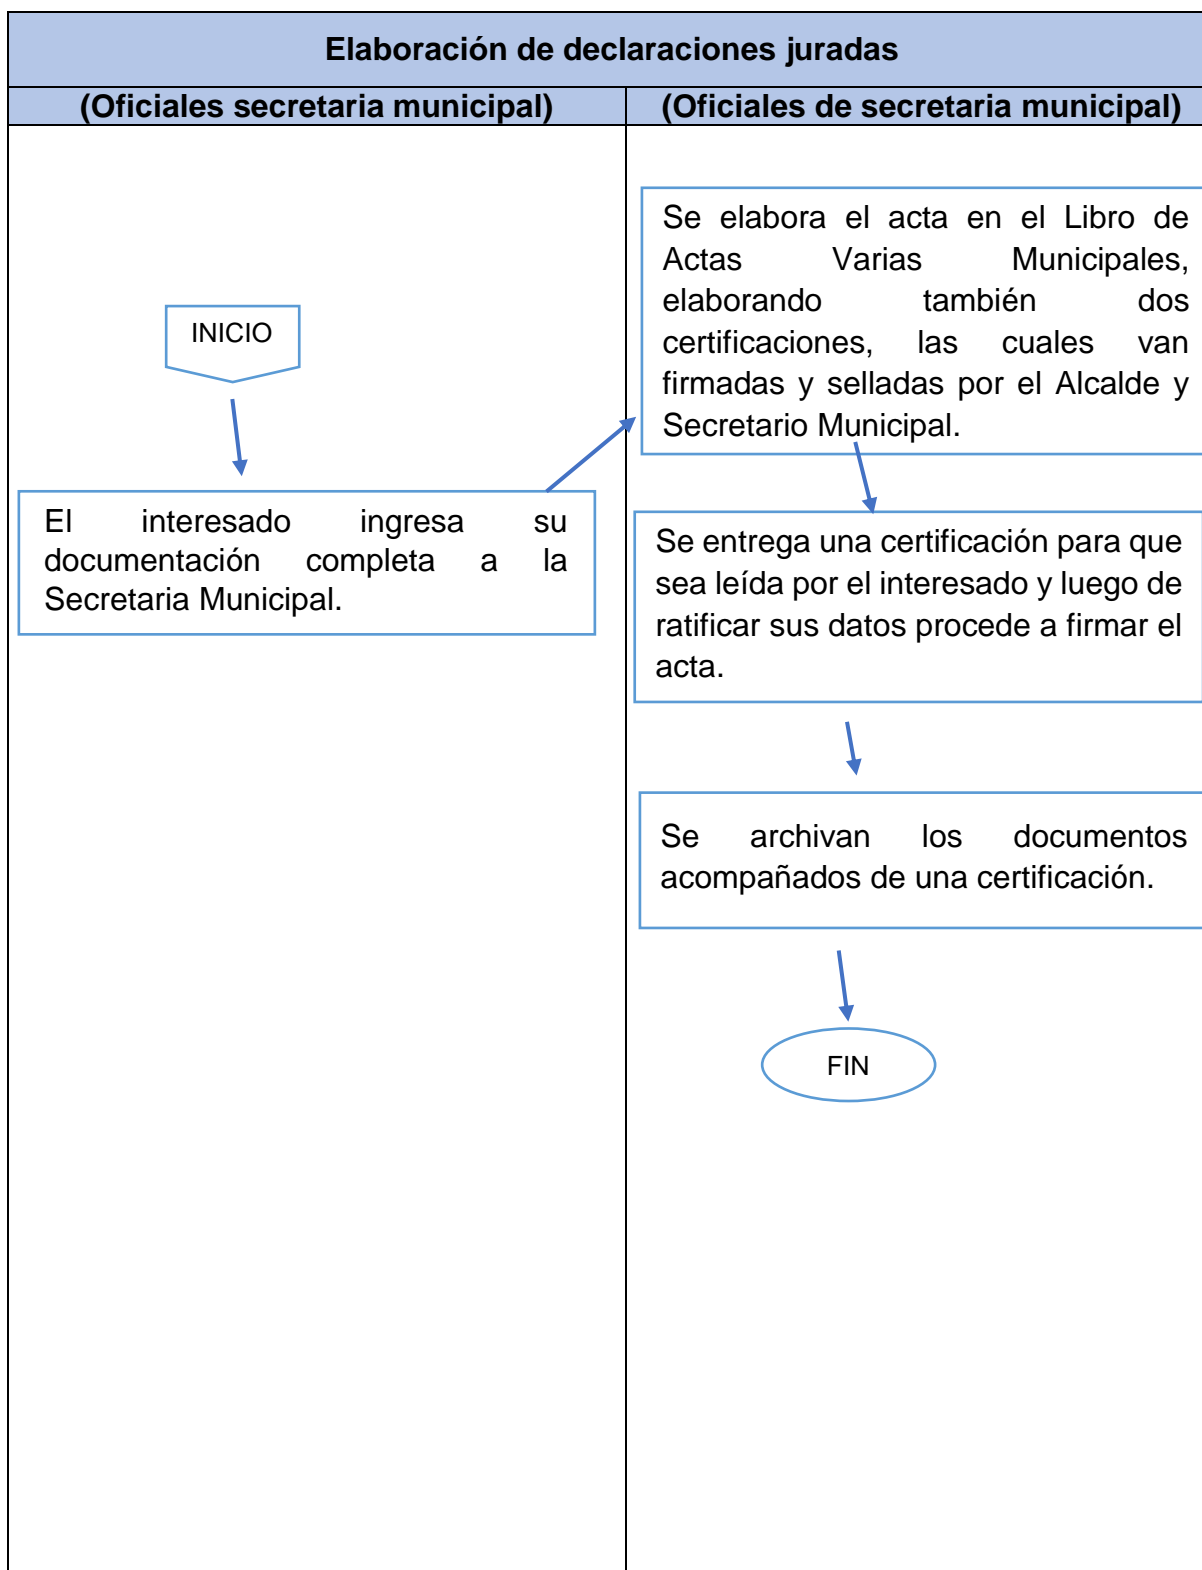 Elaboración de declaraciones juradas
(Oficiales secretaria municipal)
(Oficiales de secretaria municipal)
INICIO
El interesado ingresa su
documentación completa a la
Secretaria Municipal.
Se elabora el acta en el Libro de
Actas Varias Municipales,
elaborando también dos
certificaciones, las cuales van
firmadas y selladas por el Alcalde y
Secretario Municipal.
Se entrega una certificación para que
sea leída por el interesado y luego de
ratificar sus datos procede a firmar el
acta.
Se archivan los documentos
acompañados de una certificación.
FIN